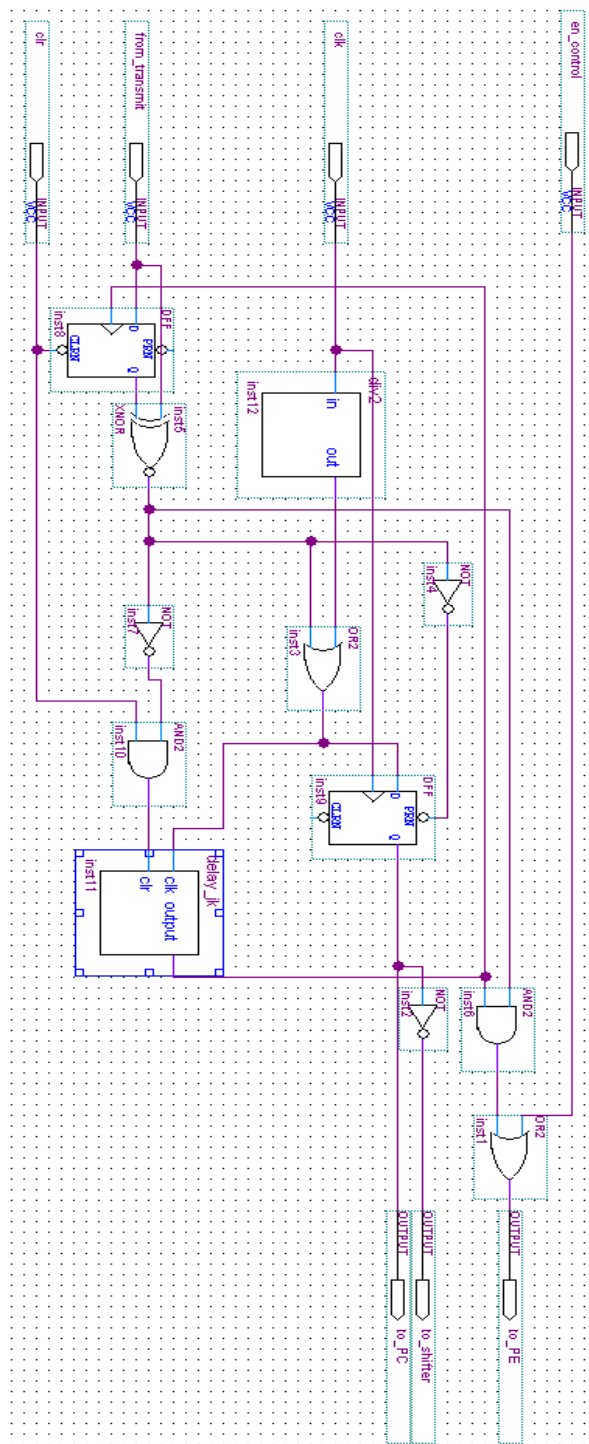 clr
INPUT
VCC
from_transmit
INPUT
VCC
clk
INPUT
VCC
en_control
INPUT
VCC
DFF
D
PRN
CLRN
Q
inst8
inst5
XNOR
div2
in
out
inst12
NOT
inst7
NOT
inst4
OR2
inst3
AND2
inst10
DFF
D
PRN
CLRN
Q
inst9
delay_jk
clk output
clr
inst11
NOT
inst2
AND2
inst6
OR2
inst1
OUTPUT
to_PC
OUTPUT
to_shifter
OUTPUT
to_PE